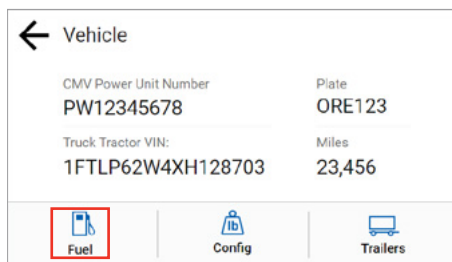 Vehicle
CMV Power Unit Number Plate
PW12345678 ORE123
Truck Tractor VIN: Miles
1FTLP62W4XH128703 23,456
lb
Fuel Config Trailers